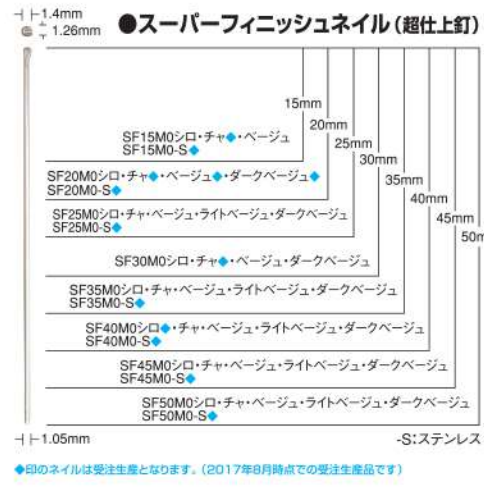 1.4mm
1.26mm
●スーパーフィニッシュネイル(超仕上釘)
15mm
20mm
25mm
30mm
35mm
40mm
45mm
50m
SF15M0シロ・チャ◆・ベージュ
SF15M0-S◆
SF20M0シロ・チャ◆・ベージュ◆・ダークベージュ◆
SF20M0-S◆
SF25M0シロ・チャ・ベージュ・ライトベージュ・ダークベージュ
SF25M0-S◆
SF30M0シロ・チャ◆・ベージュ・ダークベージュ
SF35M0シロ・チャ・ベージュ・ライトベージュ・ダークベージュ
SF35M0-S◆
SF40M0シロ◆・チャ・ベージュ・ライトベージュ・ダークベージュ
SF40M0-S◆
SF45M0シロ・チャ・ベージュ・ライトベージュ・ダークベージュ
SF45M0-S◆
SF50M0シロ・チャ・ベージュ・ライトベージュ・ダークベージュ
SF50M0-S◆
1.05mm
-S:ステンレス
◆印のネイルは受注生産となります。(2017年8月時点での受注生産品です)